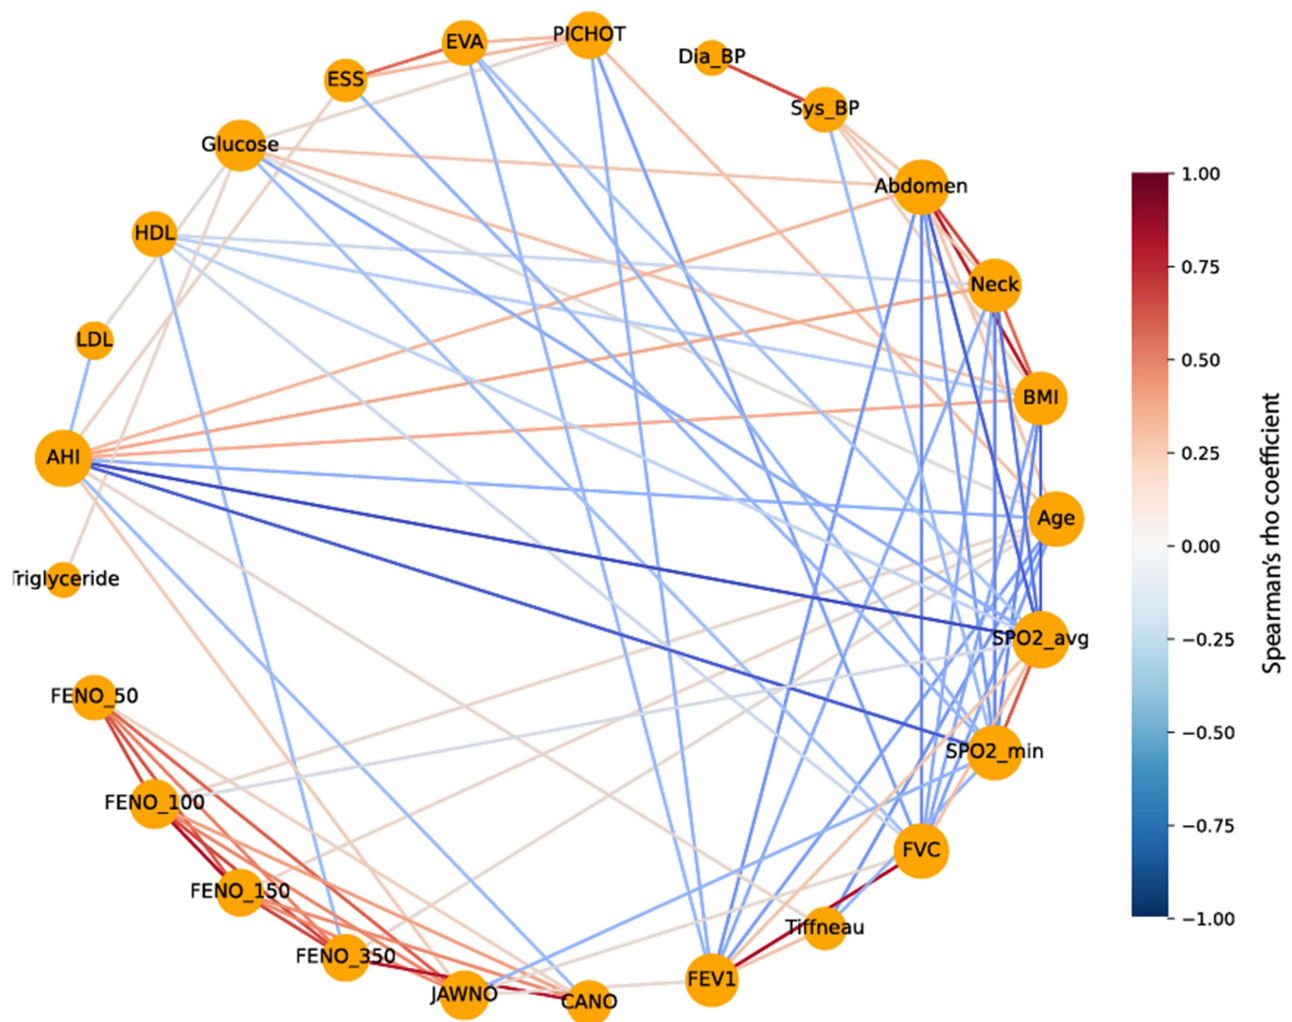 PICHOT
EVA
Dia_BP
ESS
Sys_BP
Glucose
Abdomen
HDL
Neck
LDL
BMI
AHI
Age
Triglyceride
SPO2_avg
FENO_50
SPO2_min
FENO_100
FVC
FENO_150
Tiffneau
FENO_350
FEV1
JAWNO
CANO
1.00
0.75
0.50
0.25
0.00
−0.25
−0.50
−0.75
−1.00
Spearman's rho coefficient